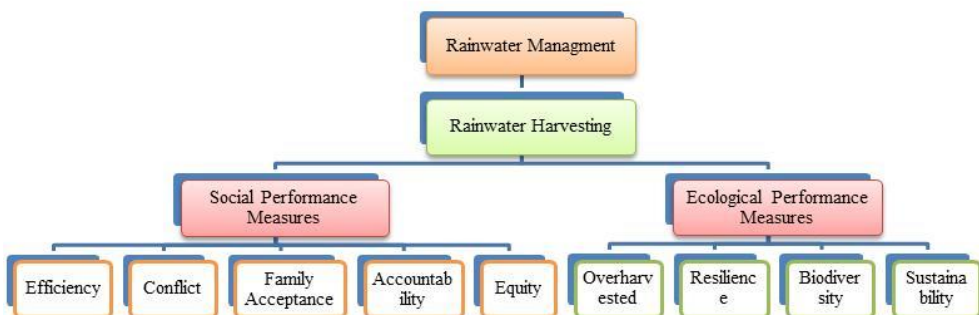 Rainwater Managment
Rainwater Harvesting
Social Performance
Measures
Ecological Performance
Measures
Efficiency
Conflict
Family
Acceptance
Accountab
ility
Equity
Overharv
ested
Resilienc
e
Biodiver
sity
Sustaina
bility